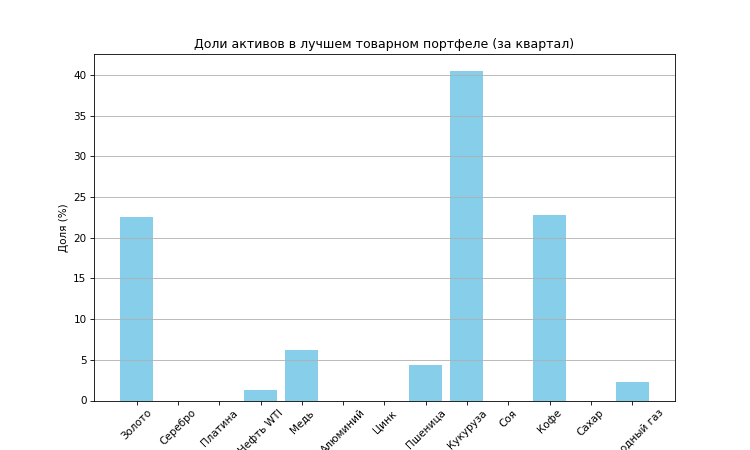 Доли активов в лучшем товарном портфеле (за квартал)
Доля (%)
40
35
30
25
20
15
10
5
0
Золото
Серебро
Платина
Нефть WTI
Медь
Алюминий
Цинк
Пшеница
Кукуруза
Соя
Кофе
Сахар
одный газ